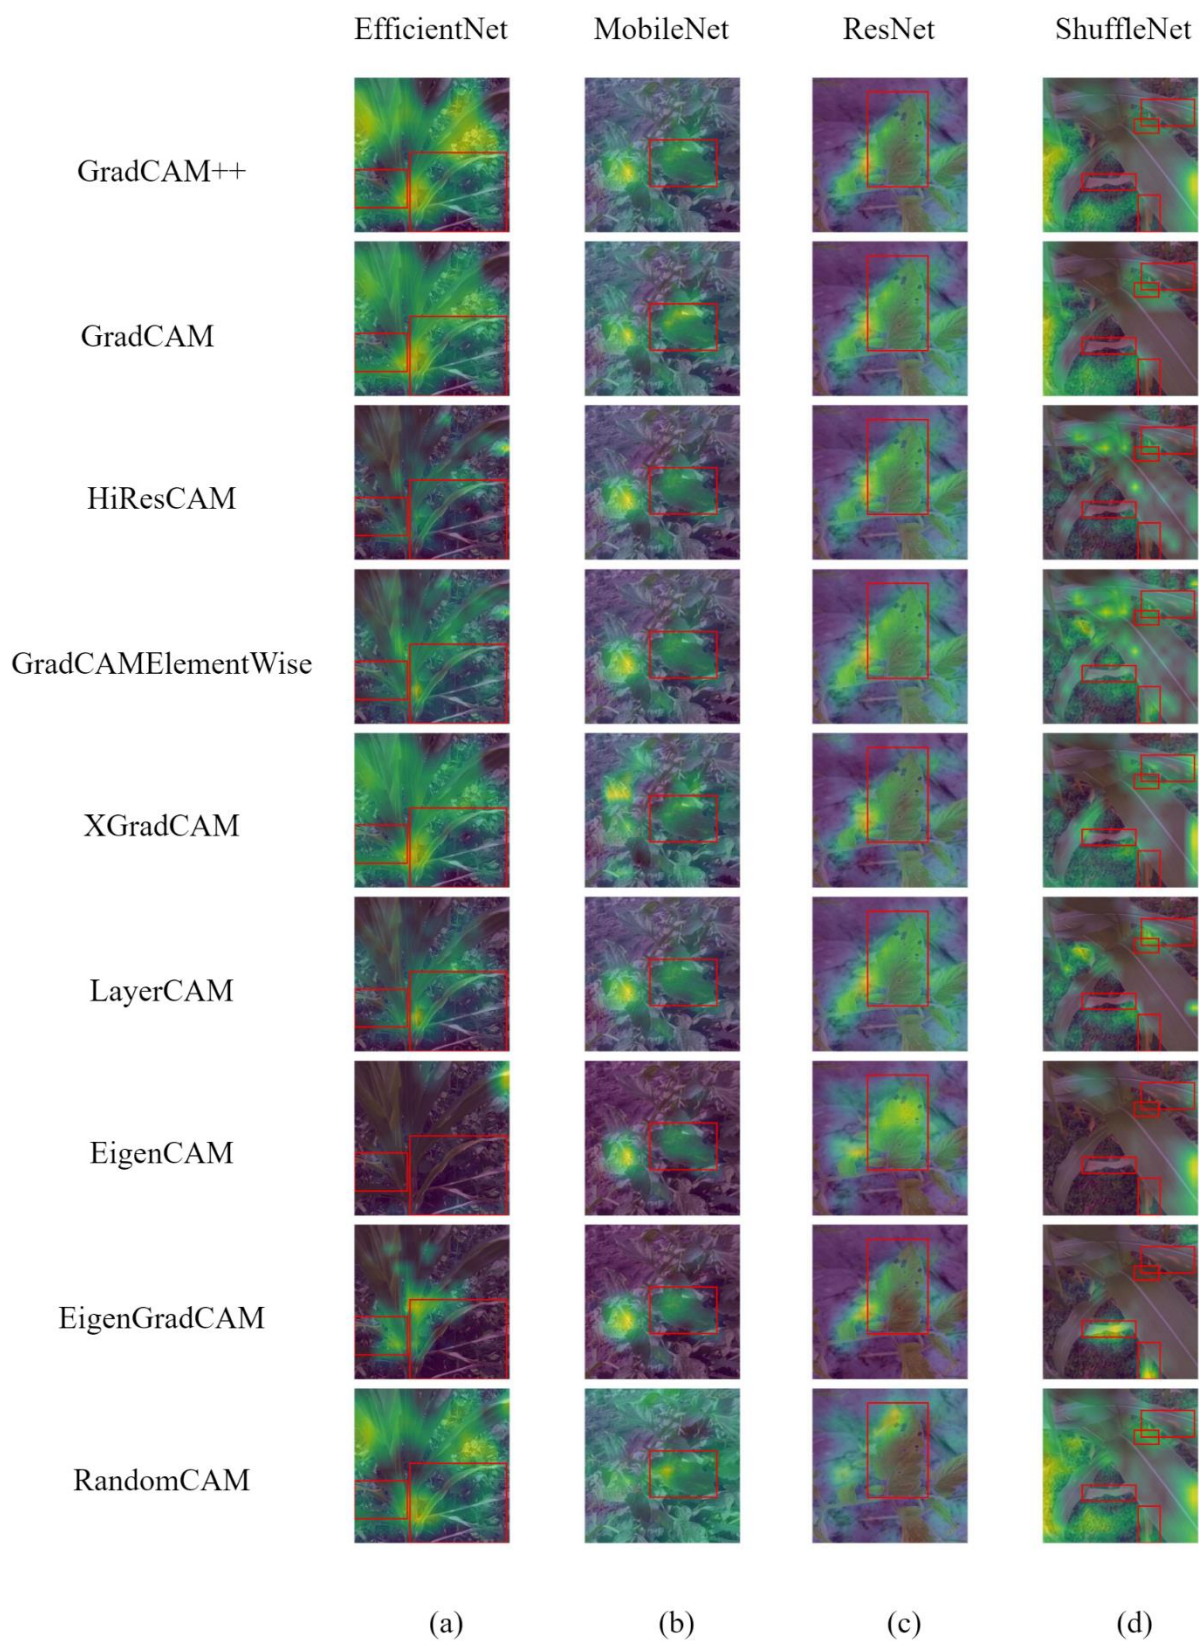 EfficientNet MobileNet ResNet ShuffleNet
GradCAM++
GradCAM
HiResCAM
GradCAMElementWise
XGradCAM
LayerCAM
EigenCAM
EigenGradCAM
RandomCAM
(a) (b) (c) (d)